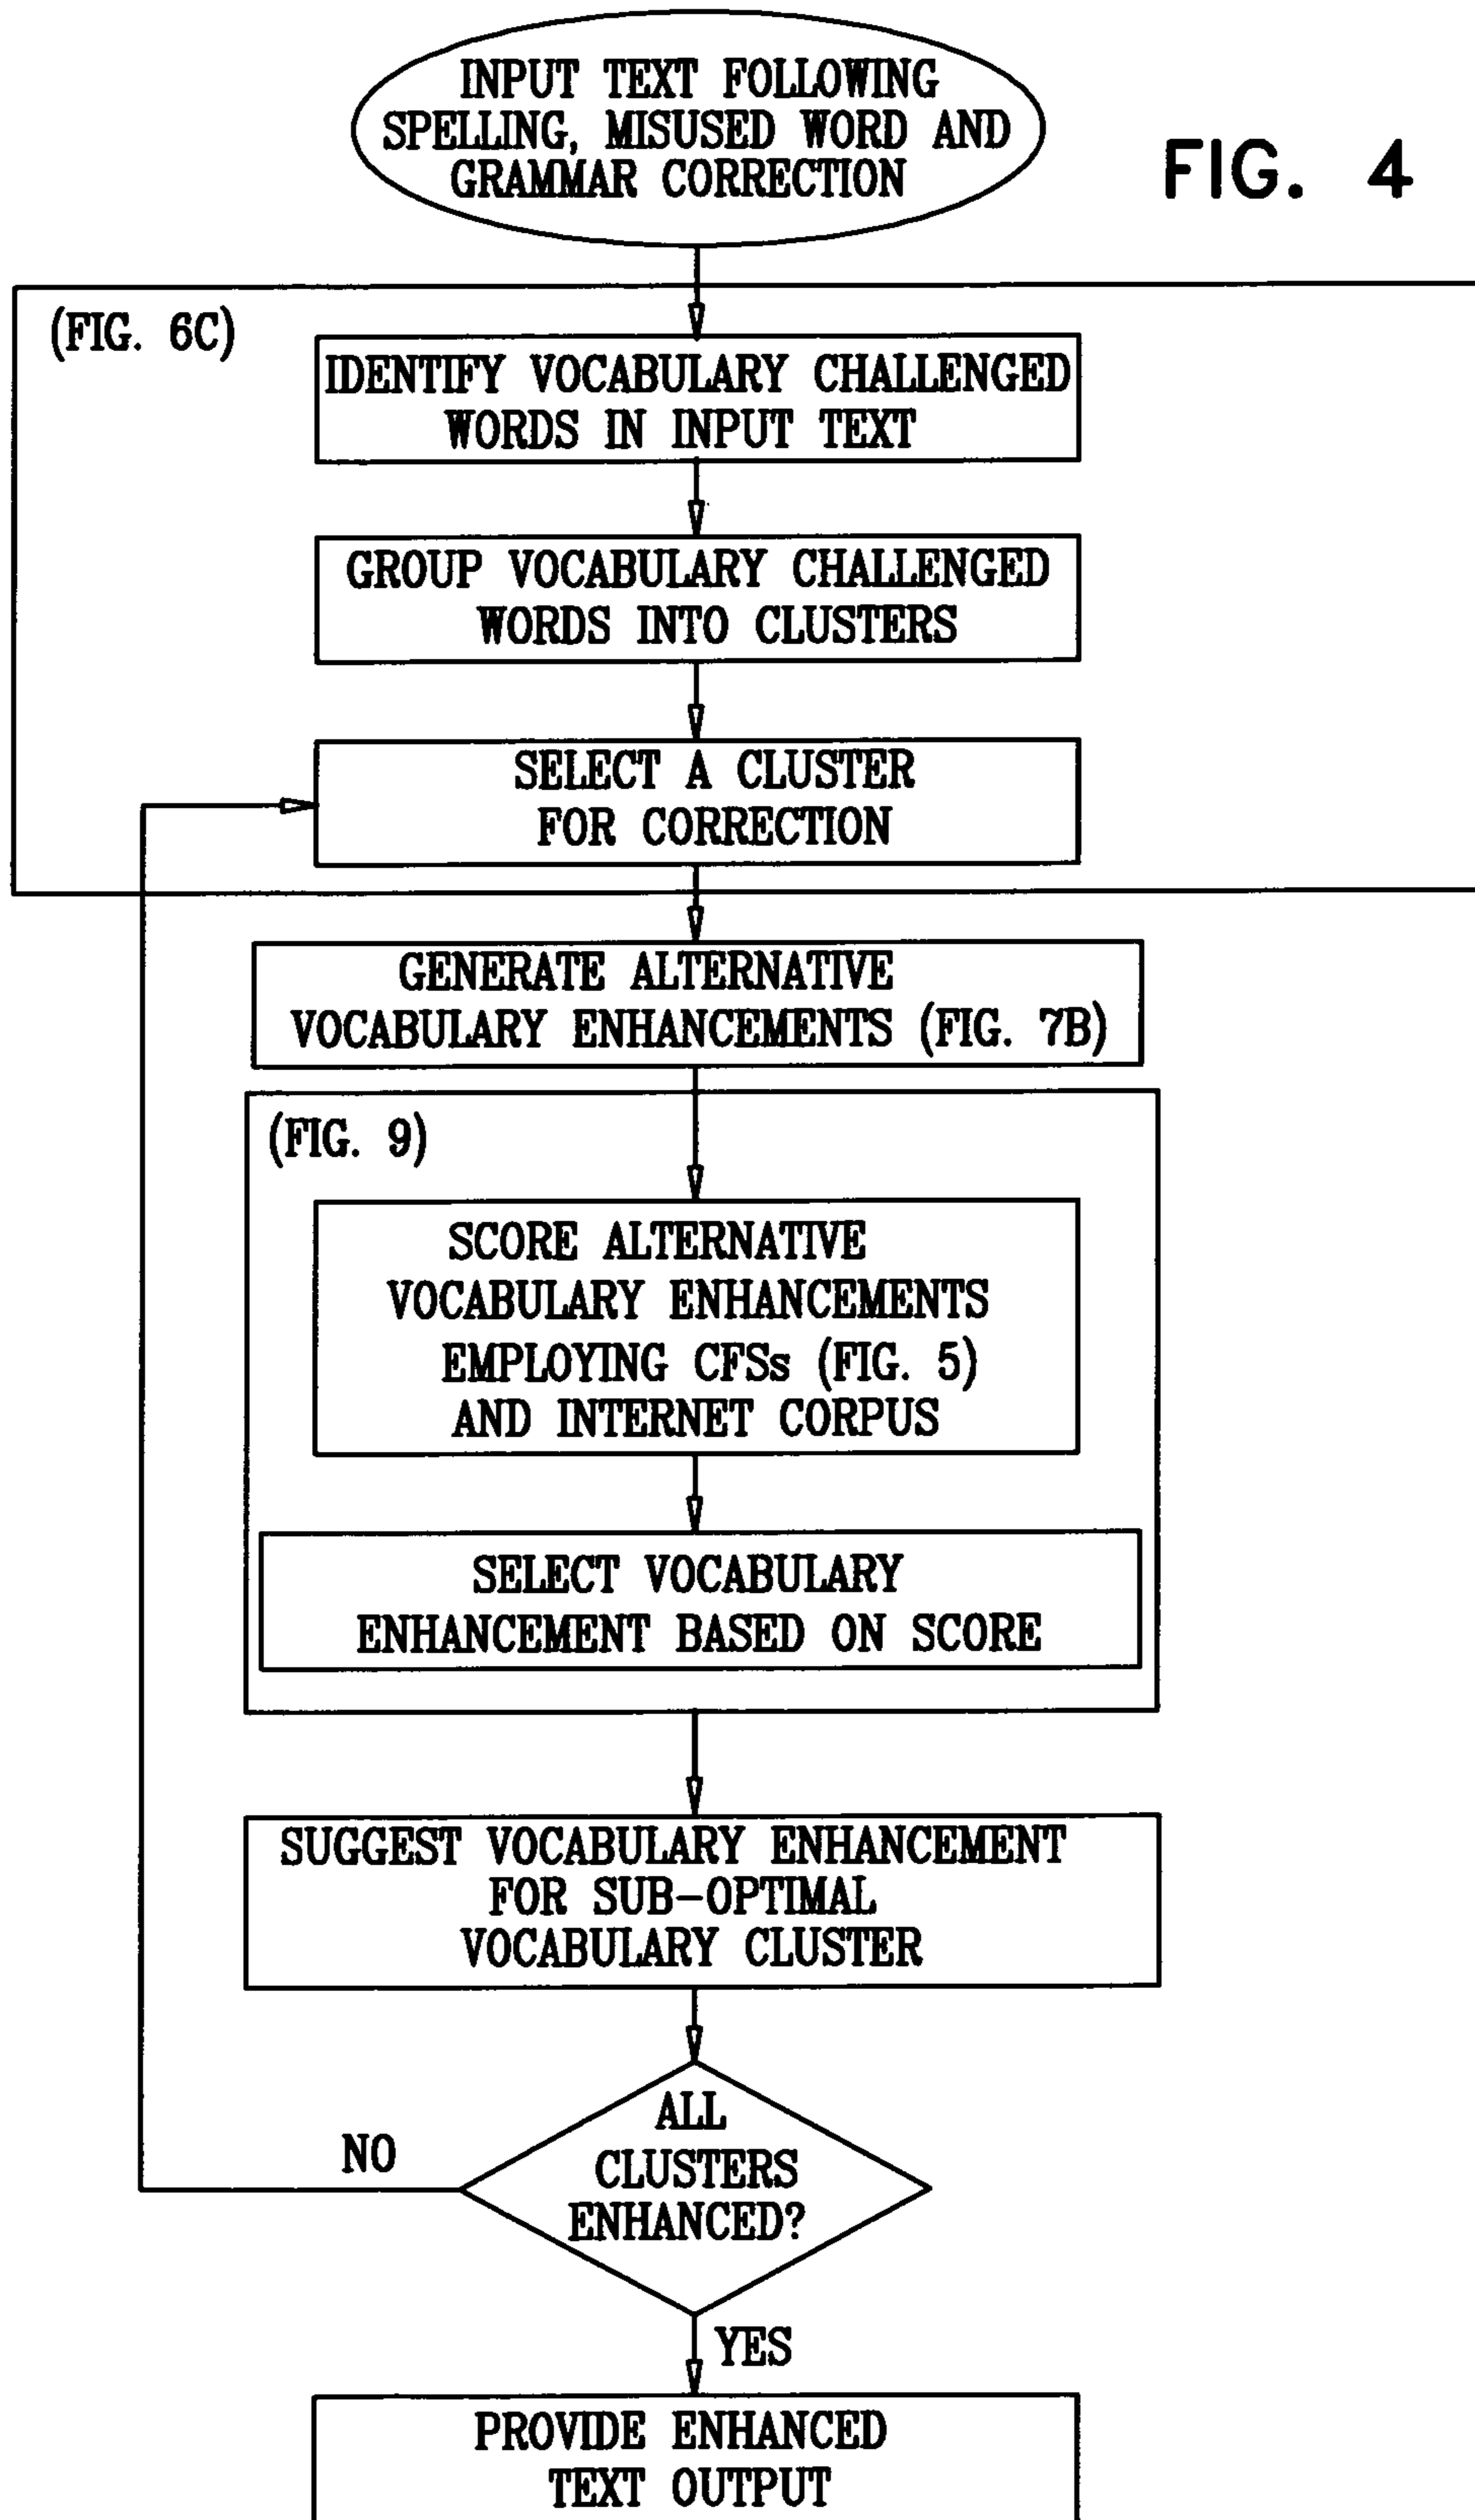 INPUT TEXT FOLLOWING
SPELLING, MISUSED WORD AND
GRAMMAR CORRECTION
FIG. 4
(FIG. 6C)
IDENTIFY VOCABULARY CHALLENGED
WORDS IN INPUT TEXT
GROUP VOCABULARY CHALLENGED
WORDS INTO CLUSTERS
SELECT A CLUSTER
FOR CORRECTION
GENERATE ALTERNATIVE
VOCABULARY ENHANCEMENTS (FIG. 7B)
(FIG. 9)
SCORE ALTERNATIVE
VOCABULARY ENHANCEMENTS
EMPLOYING CFSs (FIG. 5)
AND INTERNET CORPUS
SELECT VOCABULARY
ENHANCEMENT BASED ON SCORE
SUGGEST VOCABULARY ENHANCEMENT
FOR SUB-OPTIMAL
VOCABULARY CLUSTER
ALL
CLUSTERS
ENHANCED?
NO
YES
PROVIDE ENHANCED
TEXT OUTPUT